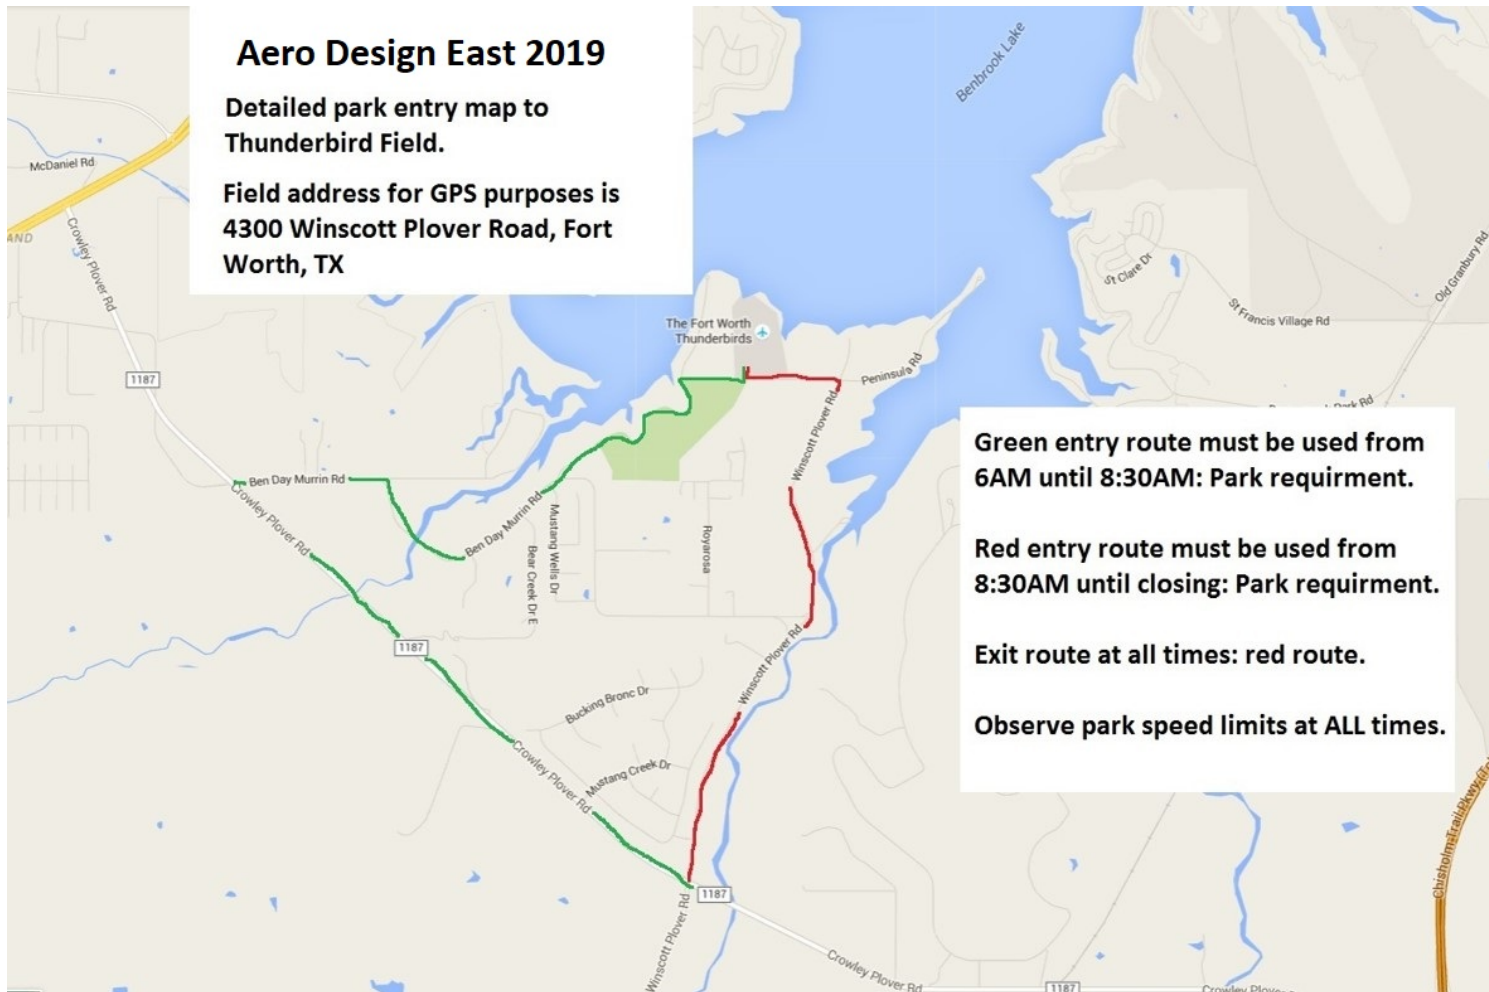 Aero Design East 2019
Detailed park entry map to
Thunderbird Field.
Field address for GPS purposes is
4300 Winscott Plover Road, Fort
Worth, TX
Benbrook Lake
McDaniel Rd
AND
Crowley Plover Rd
1187
The Fort Worth
Thunderbirds
Peninsula Rd
Winscott Plover Rd
St Clare Dr
St Francis Village Rd
Old Granbury Rd
Park Rd
Green entry route must be used from
6AM until 8:30AM: Park requirment.
Red entry route must be used from
8:30AM until closing: Park requirment.
Exit route at all times: red route.
Observe park speed limits at ALL times.
Ben Day Murrin Rd
Crowley Plover Rd
Ben Day Murrin Rd
Mustang Wells Dr
Bear Creek Dr E
Royarosa
1187
Winscott Plover Rd
Bucking Bronc Dr
Mustang Creek Dr
Crowley Plover Rd
1187
Winscott Plover Rd
Crowley Plover Rd
1187
Crowley Plover
Chisholm Trail Pkwy